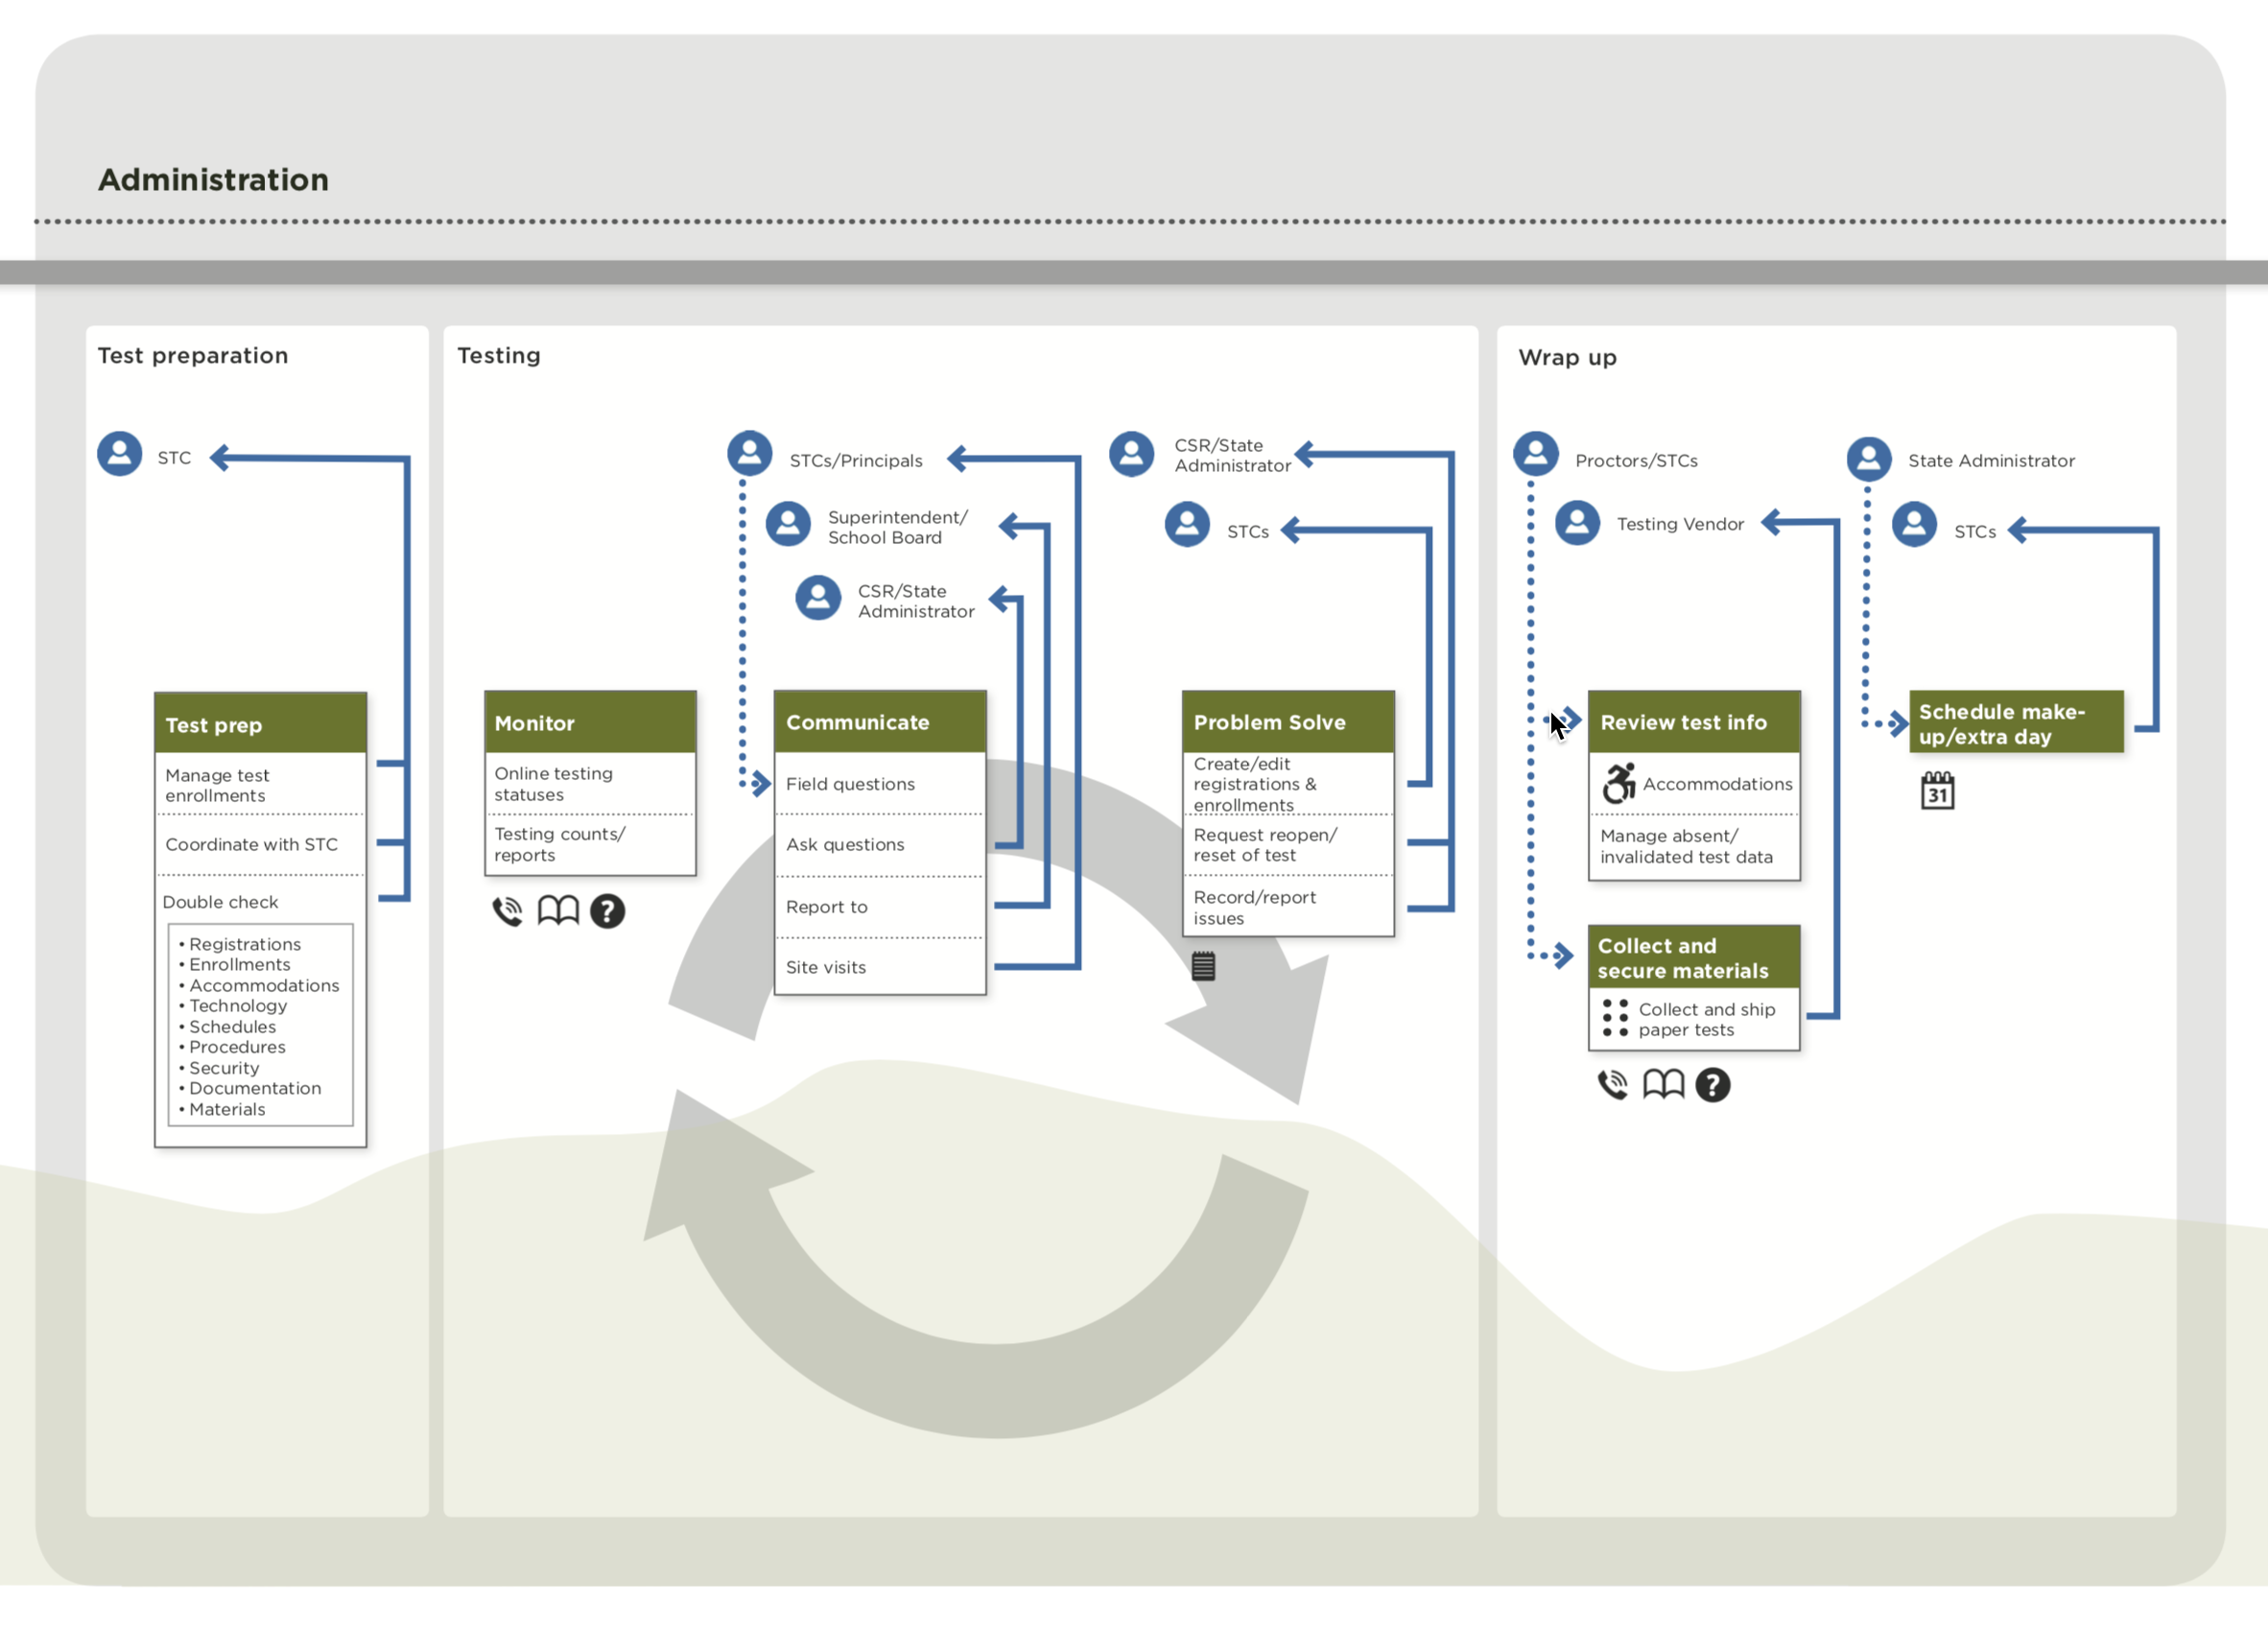 Administration
Test preparation
STC
Test prep
Manage test
enrollments
Coordinate with STC
Double check
• Registrations
• Enrollments
• Accommodations
• Technology
• Schedules
• Procedures
• Security
• Documentation
• Materials
Testing
Monitor
Online testing
statuses
Testing counts/
reports
?
STCs/Principals
Superintendent/
School Board
CSR/State
Administrator
Communicate
Field questions
Ask questions
Report to
Site visits
CSR/State
Administrator
STCs
Problem Solve
Create/edit
registrations &
enrollments
Request reopen/
reset of test
Record/report
issues
Wrap up
Proctors/STCs
Testing Vendor
Review test info
Accommodations
Manage absent/
invalidated test data
Collect and
secure materials
Collect and ship
paper tests
?
State Administrator
STCs
Schedule make-
up/extra day
31